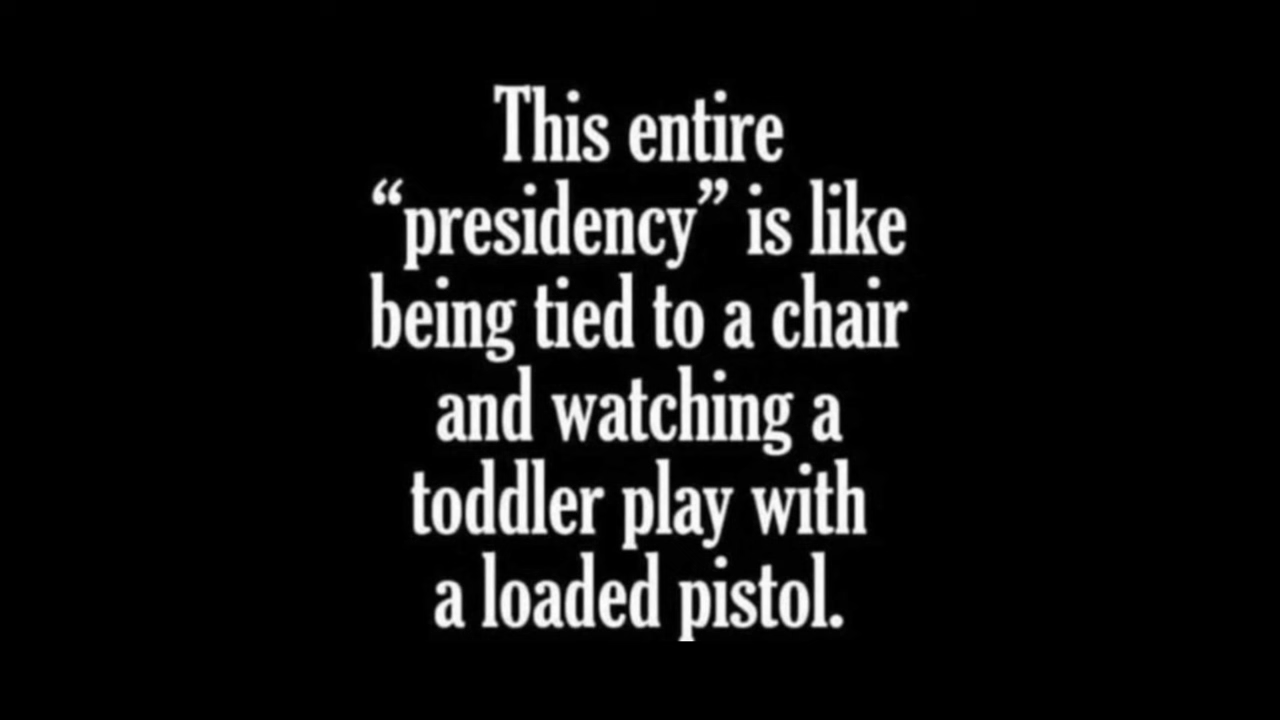 This entire
“presidency” is like
being tied to a chair
and watching a
toddler play with
a loaded pistol.